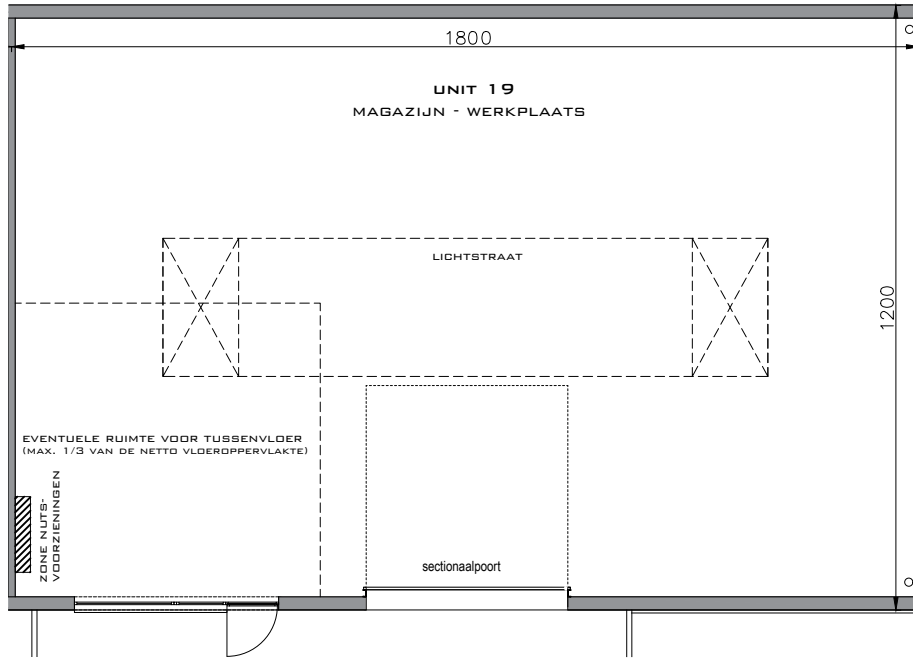 1800
UNIT 19
MAGAZIJN - WERKPLAATS
LICHTSTRAAT
1200
EVENTUELE RUIMTE VOOR TUSSENVLOER
(MAX. 1/3 VAN DE NETTO VLOEROPPERVLAKTE)
ZONE NUTS-
VOORZIENINGEN
sectionaalpoort